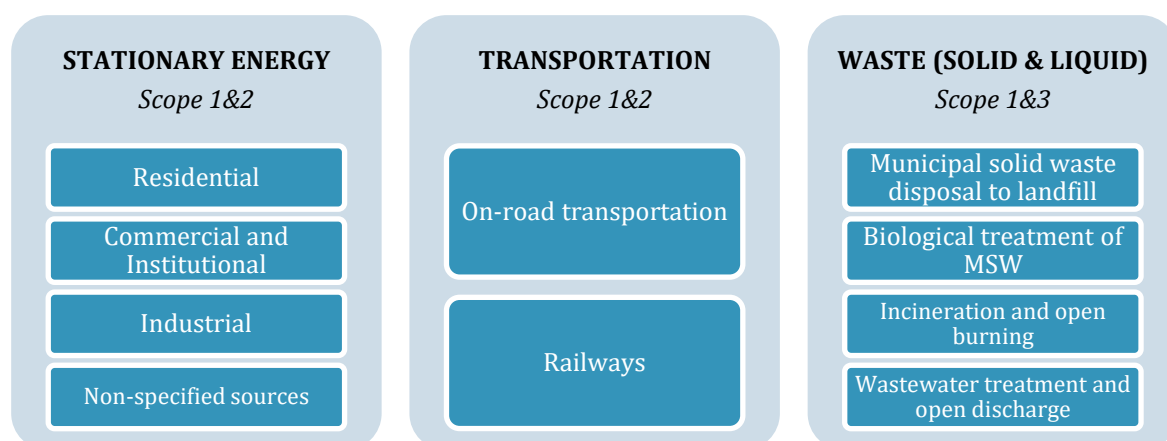 STATIONARY ENERGY
Scope 1&2
Residential
Commercial and
Institutional
Industrial
Non-specified sources
TRANSPORTATION
Scope 1&2
On-road transportation
Railways
WASTE (SOLID & LIQUID)
Scope 1&3
Municipal solid waste
disposal to landfill
Biological treatment of
MSW
Incineration and open
burning
Wastewater treatment and
open discharge